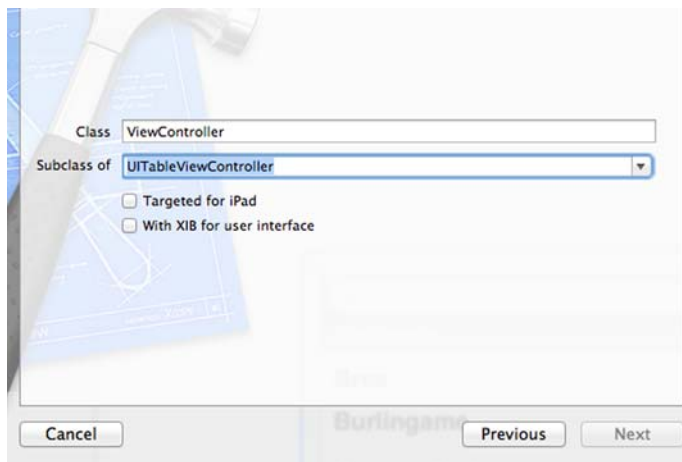 Class ViewController
Subclass of UITableViewController
Targeted for iPad
With XIB for user interface
Burlingame
Cancel Previous Next